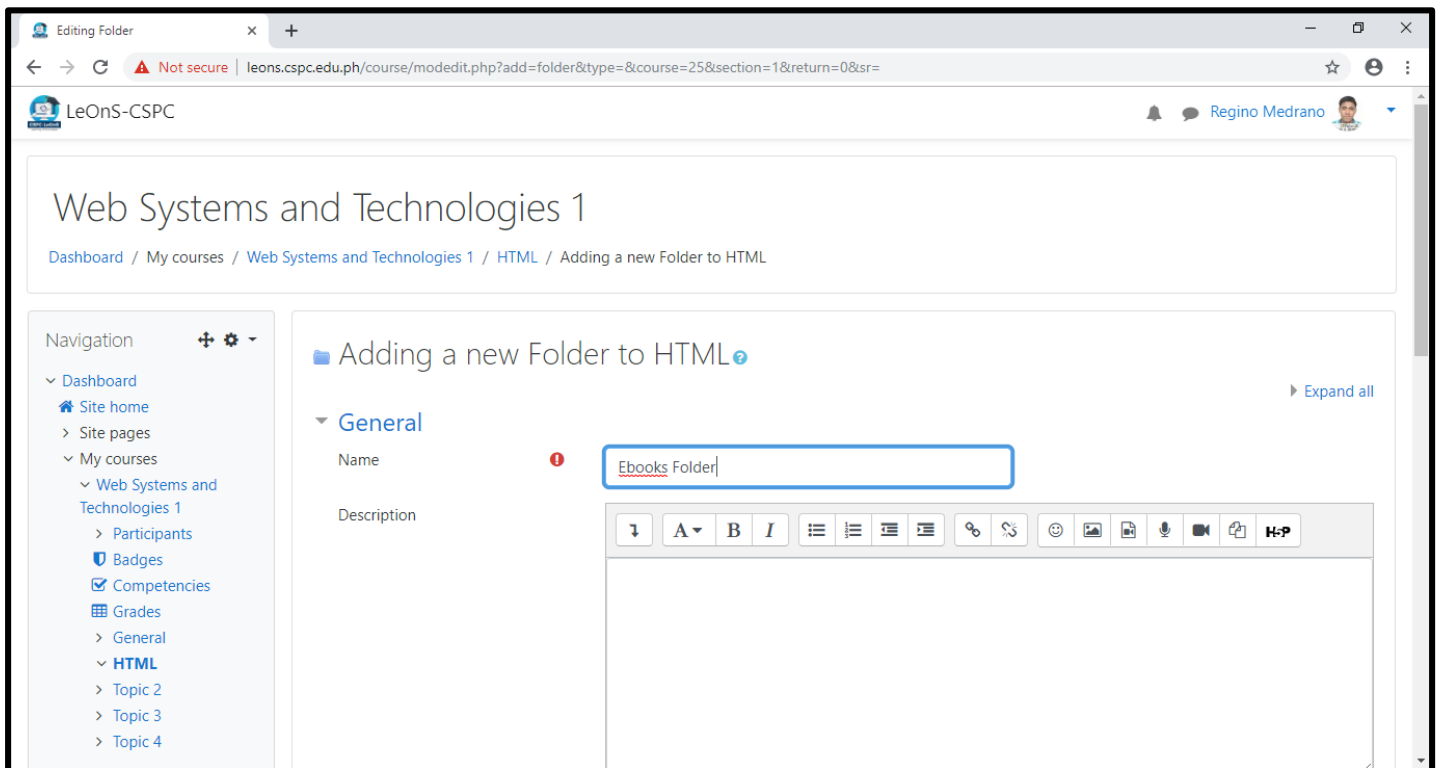 Editing Folder
Not secure | leons.cspc.edu.ph/course/modedit.php?add=folder&type=&course=25&section=1&return=0&sr=
LeOnS-CSPC
Regino Medrano
Web Systems and Technologies 1
Dashboard / My courses / Web Systems and Technologies 1 / HTML / Adding a new Folder to HTML
Navigation
Dashboard
Site home
Site pages
My courses
Web Systems and
Technologies 1
Participants
Badges
Competencies
Grades
General
HTML
Topic 2
Topic 3
Topic 4
Adding a new Folder to HTML
Expand all
General
Name
Ebooks Folder
Description
A B I
H-P